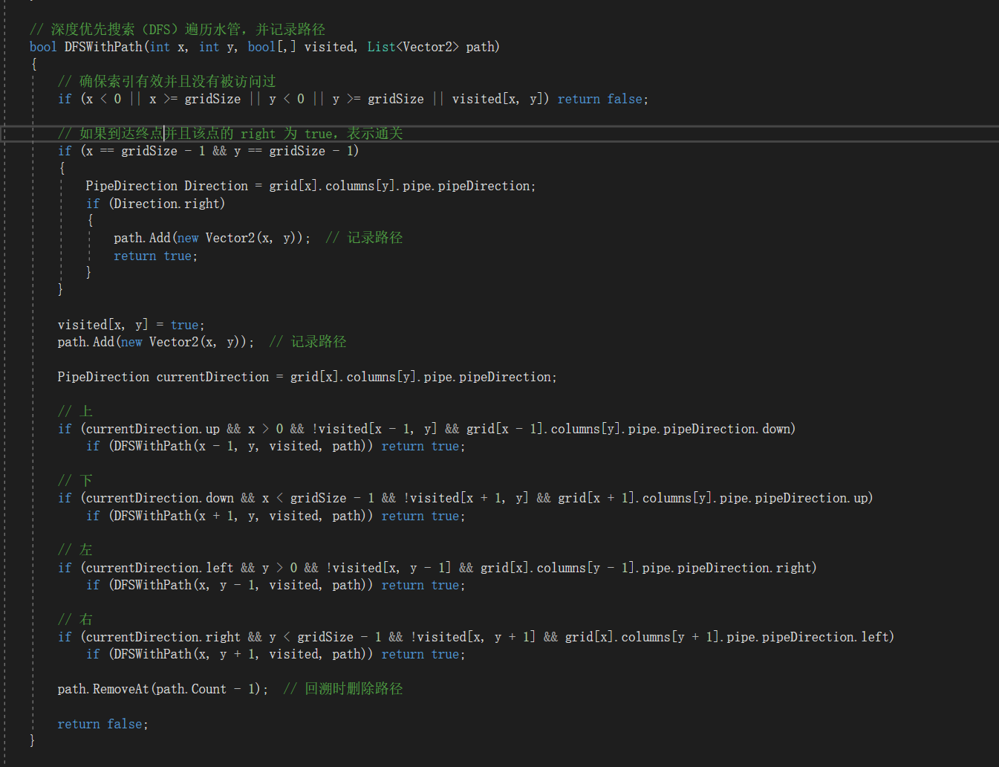 // 深度优先搜索（DFS）遍历水管，并记录路径
bool DFSWithPath(int x, int y, bool[,] visited, List<Vector2> path)
{
// 确保索引有效并且没有被访问过
if (x < 0 || x >= gridSize || y < 0 || y >= gridSize || visited[x, y]) return false;
// 如果到达终点并且该点的 right 为 true，表示通关
if (x == gridSize - 1 && y == gridSize - 1)
{
PipeDirection Direction = grid[x].columns[y].pipe.pipeDirection;
if (Direction.right)
{
path.Add(new Vector2(x, y));  // 记录路径
return true;
}
}
visited[x, y] = true;
path.Add(new Vector2(x, y));  // 记录路径
PipeDirection currentDirection = grid[x].columns[y].pipe.pipeDirection;
// 上
if (currentDirection.up && x > 0 && !visited[x - 1, y] && grid[x - 1].columns[y].pipe.pipeDirection.down)
if (DFSWithPath(x - 1, y, visited, path)) return true;
// 下
if (currentDirection.down && x < gridSize - 1 && !visited[x + 1, y] && grid[x + 1].columns[y].pipe.pipeDirection.up)
if (DFSWithPath(x + 1, y, visited, path)) return true;
// 左
if (currentDirection.left && y > 0 && !visited[x, y - 1] && grid[x].columns[y - 1].pipe.pipeDirection.right)
if (DFSWithPath(x, y - 1, visited, path)) return true;
// 右
if (currentDirection.right && y < gridSize - 1 && !visited[x, y + 1] && grid[x].columns[y + 1].pipe.pipeDirection.left)
if (DFSWithPath(x, y + 1, visited, path)) return true;
path.RemoveAt(path.Count - 1);  // 回溯时删除路径
return false;
}